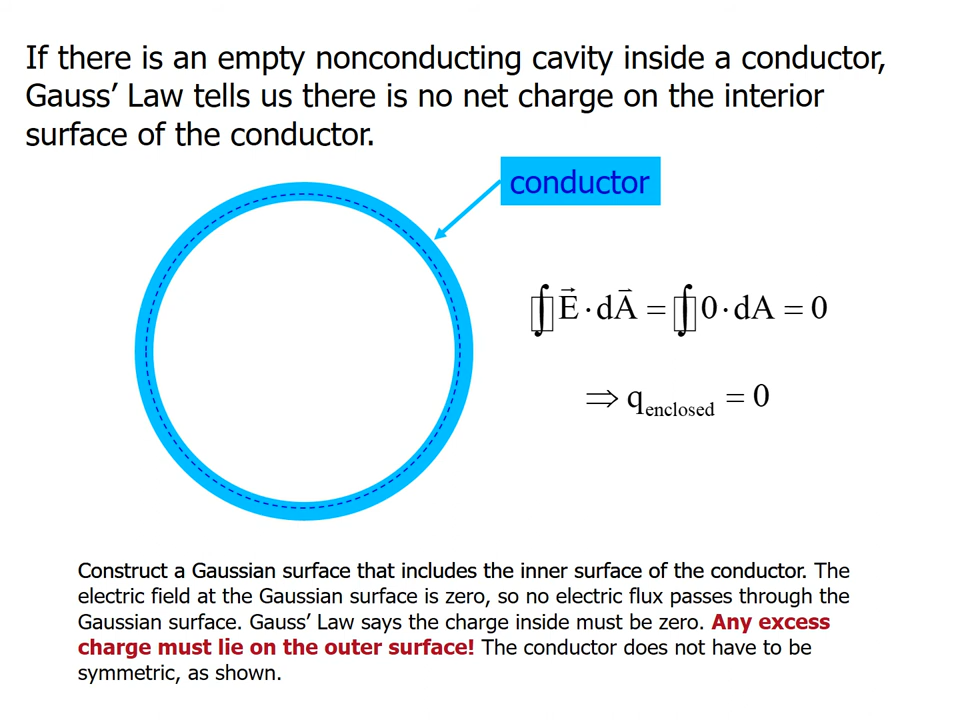 If there is an empty nonconducting cavity inside a conductor,
Gauss’ Law tells us there is no net charge on the interior
surface of the conductor.
conductor
∮ E⃗ · dA⃗ = ∮ 0 · dA = 0
⇒ q_enclosed = 0
Construct a Gaussian surface that includes the inner surface of the conductor. The
electric field at the Gaussian surface is zero, so no electric flux passes through the
Gaussian surface. Gauss’ Law says the charge inside must be zero. Any excess
charge must lie on the outer surface! The conductor does not have to be
symmetric, as shown.